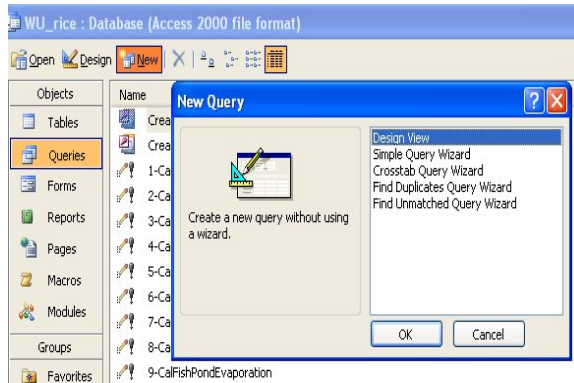 WU_rice : Database (Access 2000 file format)
Open Design New
Objects
Tables
Queries
Forms
Reports
Pages
Macros
Modules
Groups
Favorites
Name
Crea
Crea
1-Ca
2-Ca
3-Ca
4-Ca
5-Ca
6-Ca
7-Ca
8-Ca
9-CalFishPondEvaporation
New Query
Create a new query without using
a wizard.
Design View
Simple Query Wizard
Crosstab Query Wizard
Find Duplicates Query Wizard
Find Unmatched Query Wizard
OK Cancel